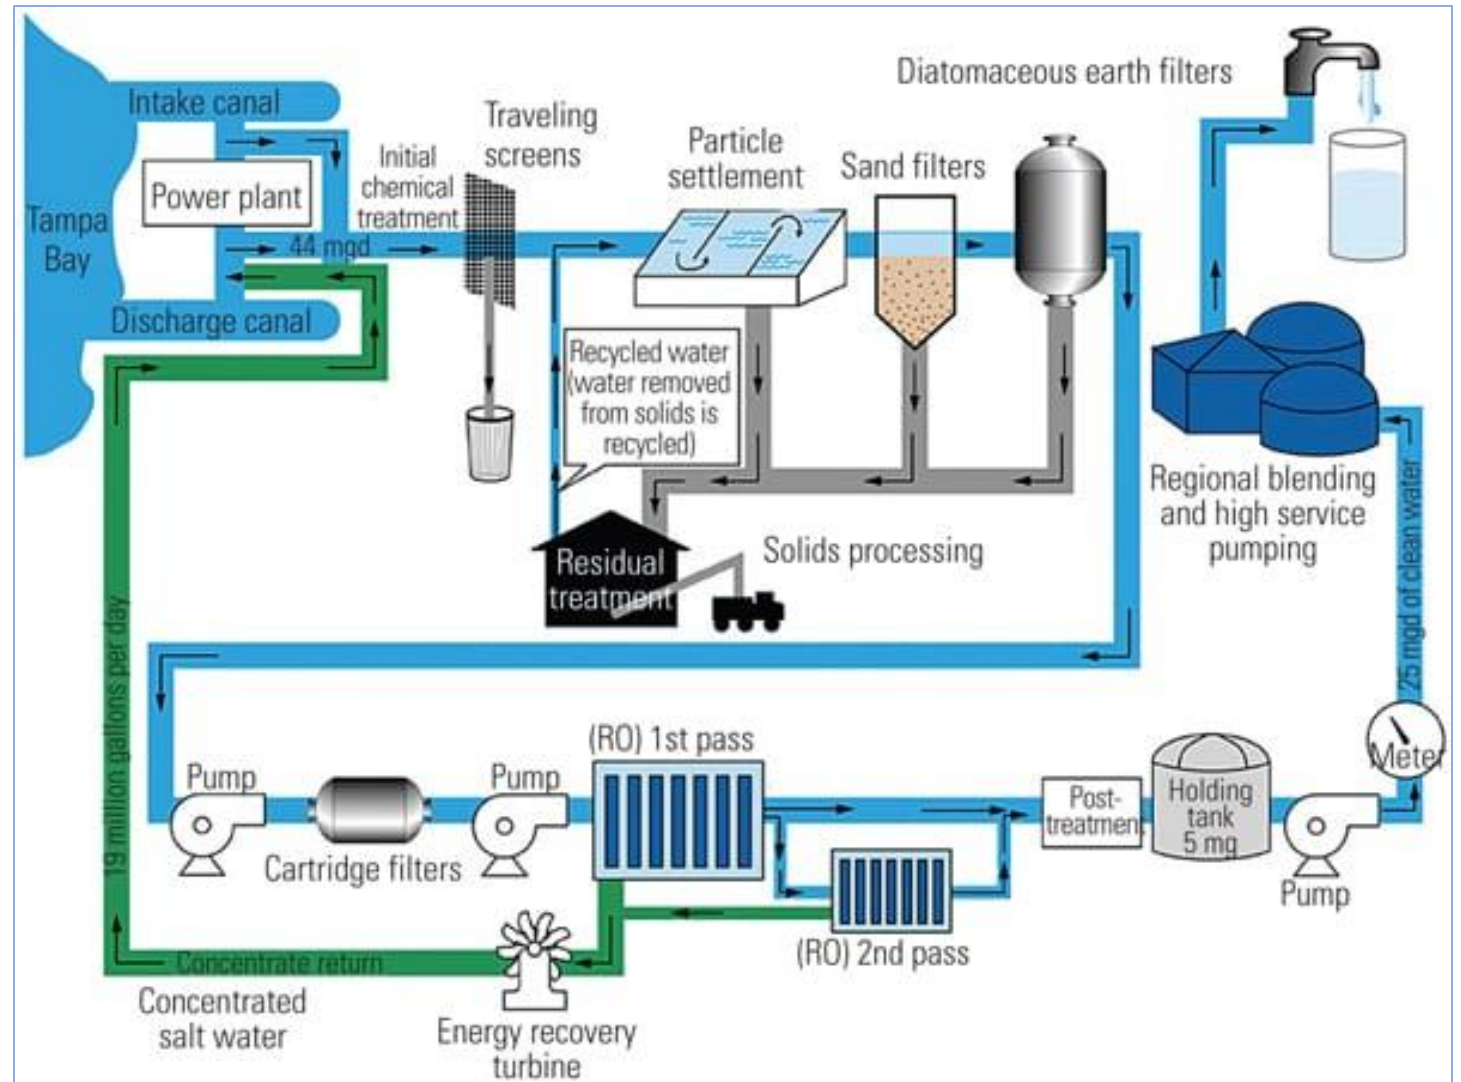 Diatomaceous earth filters
Intake canal
Traveling
screens
Particle
settlement
Sand filters
Initial
chemical
treatment
Power plant
Tampa
Bay
44 mgd
Discharge canal
Recycled water
(water removed
from solids is
recycled)
Regional blending
and high service
pumping
Residual
treatment
Solids processing
25 mgd of clean water
19 million gallons per day
(RO) 1st pass
Pump
Pump
Meter
Post-
treatment
Holding
tank
5 mg
Cartridge filters
Pump
(RO) 2nd pass
Concentrate return
Concentrated
salt water
Energy recovery
turbine